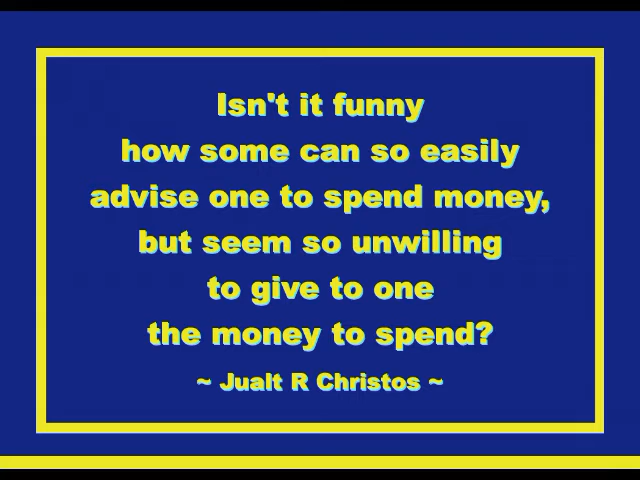 Isn't it funny
how some can so easily
advise one to spend money,
but seem so unwilling
to give to one
the money to spend?
~ Jualt R Christos ~